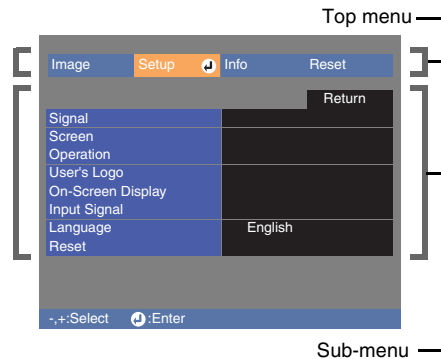 Top menu
Image Setup Info Reset
Return
Signal
Screen
Operation
User's Logo
On-Screen Display
Input Signal
Language English
Reset
-,+:Select :Enter
Sub-menu